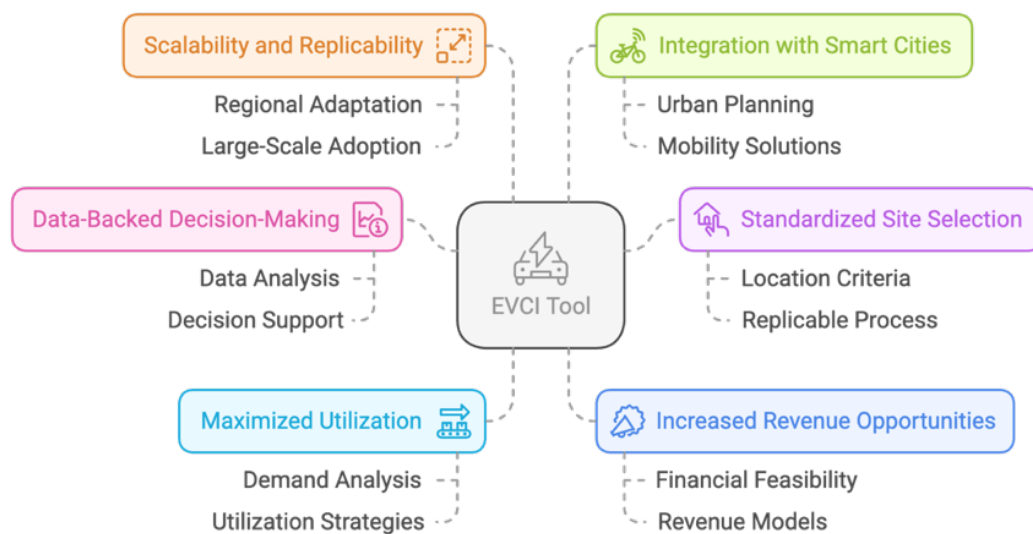 Scalability and Replicability
Regional Adaptation
Large-Scale Adoption
Integration with Smart Cities
Urban Planning
Mobility Solutions
Data-Backed Decision-Making
Data Analysis
Decision Support
EVCI Tool
Standardized Site Selection
Location Criteria
Replicable Process
Maximized Utilization
Demand Analysis
Utilization Strategies
Increased Revenue Opportunities
Financial Feasibility
Revenue Models